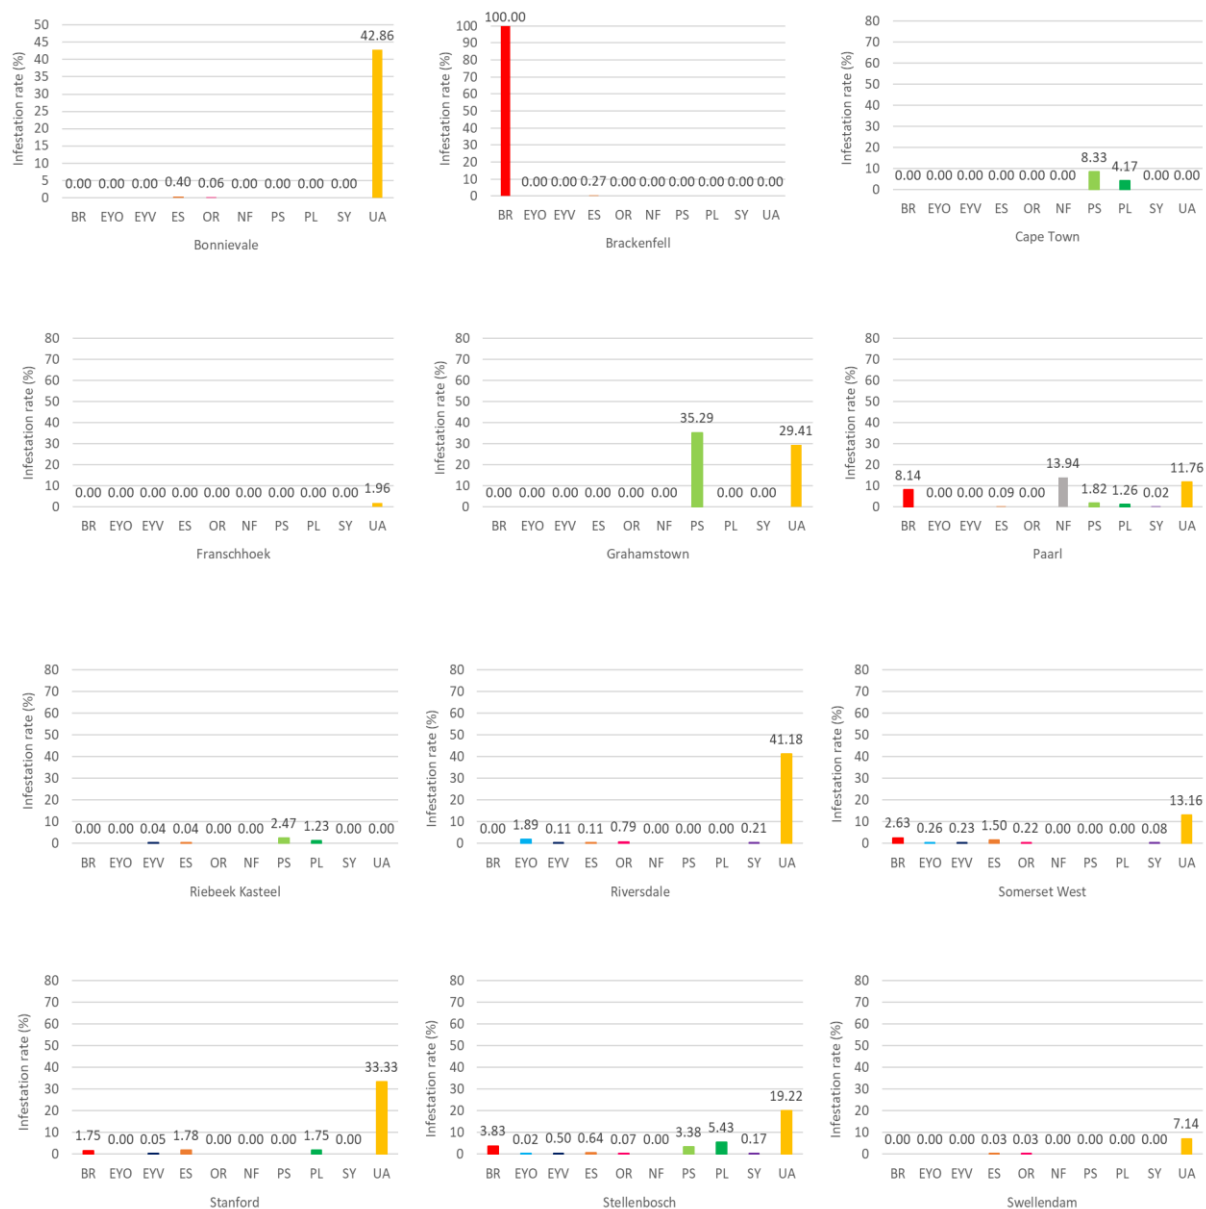 Infestation rate (%)
50
45
40
35
30
25
20
15
10
5
0
0.00 0.00 0.00 0.40 0.06 0.00 0.00 0.00 0.00 42.86
BR EYO EYV ES OR NF PS PL SY UA
Bonnievale
Infestation rate (%)
100
90
80
70
60
50
40
30
20
10
0
100.00 0.00 0.00 0.27 0.00 0.00 0.00 0.00 0.00 0.00
BR EYO EYV ES OR NF PS PL SY UA
Brackenfell
Infestation rate (%)
80
70
60
50
40
30
20
10
0
0.00 0.00 0.00 0.00 0.00 0.00 8.33 4.17 0.00 0.00
BR EYO EYV ES OR NF PS PL SY UA
Cape Town
Infestation rate (%)
80
70
60
50
40
30
20
10
0
0.00 0.00 0.00 0.00 0.00 0.00 0.00 0.00 0.00 1.96
BR EYO EYV ES OR NF PS PL SY UA
Franschhoek
Infestation rate (%)
80
70
60
50
40
30
20
10
0
0.00 0.00 0.00 0.00 0.00 0.00 35.29 0.00 0.00 29.41
BR EYO EYV ES OR NF PS PL SY UA
Grahamstown
Infestation rate (%)
80
70
60
50
40
30
20
10
0
8.14 0.00 0.00 0.09 0.00 13.94 1.82 1.26 0.02 11.76
BR EYO EYV ES OR NF PS PL SY UA
Paarl
Infestation rate (%)
80
70
60
50
40
30
20
10
0
0.00 0.00 0.04 0.04 0.00 0.00 2.47 1.23 0.00 0.00
BR EYO EYV ES OR NF PS PL SY UA
Riebeek Kasteel
Infestation rate (%)
80
70
60
50
40
30
20
10
0
0.00 1.89 0.11 0.11 0.79 0.00 0.00 0.00 0.21 41.18
BR EYO EYV ES OR NF PS PL SY UA
Riversdale
Infestation rate (%)
80
70
60
50
40
30
20
10
0
2.63 0.26 0.23 1.50 0.22 0.00 0.00 0.00 0.08 13.16
BR EYO EYV ES OR NF PS PL SY UA
Somerset West
Infestation rate (%)
80
70
60
50
40
30
20
10
0
1.75 0.00 0.05 1.78 0.00 0.00 0.00 1.75 0.00 33.33
BR EYO EYV ES OR NF PS PL SY UA
Stanford
Infestation rate (%)
80
70
60
50
40
30
20
10
0
3.83 0.02 0.50 0.64 0.07 0.00 3.38 5.43 0.17 19.22
BR EYO EYV ES OR NF PS PL SY UA
Stellenbosch
Infestation rate (%)
80
70
60
50
40
30
20
10
0
0.00 0.00 0.00 0.03 0.03 0.00 0.00 0.00 0.00 7.14
BR EYO EYV ES OR NF PS PL SY UA
Swellendam